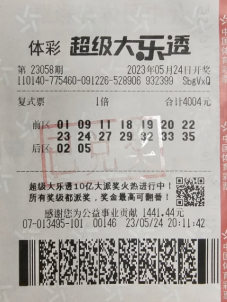 体彩 超级大乐透
第 23058期 2023年05月24日开奖
110140-775460-091226-528906 932399 SbgVxQ
复式票 1倍 合计4004元
前区 01 09 11 18 19 20 22
23 24 27 29 31 32 33 35
后区 02 05
超级大乐透10亿大派奖火热进行中！
所有奖级都派奖，奖金最高可翻番！
感谢您为公益事业贡献 1441.44元
07-013495-101 00146 23/05/24 20:11:42